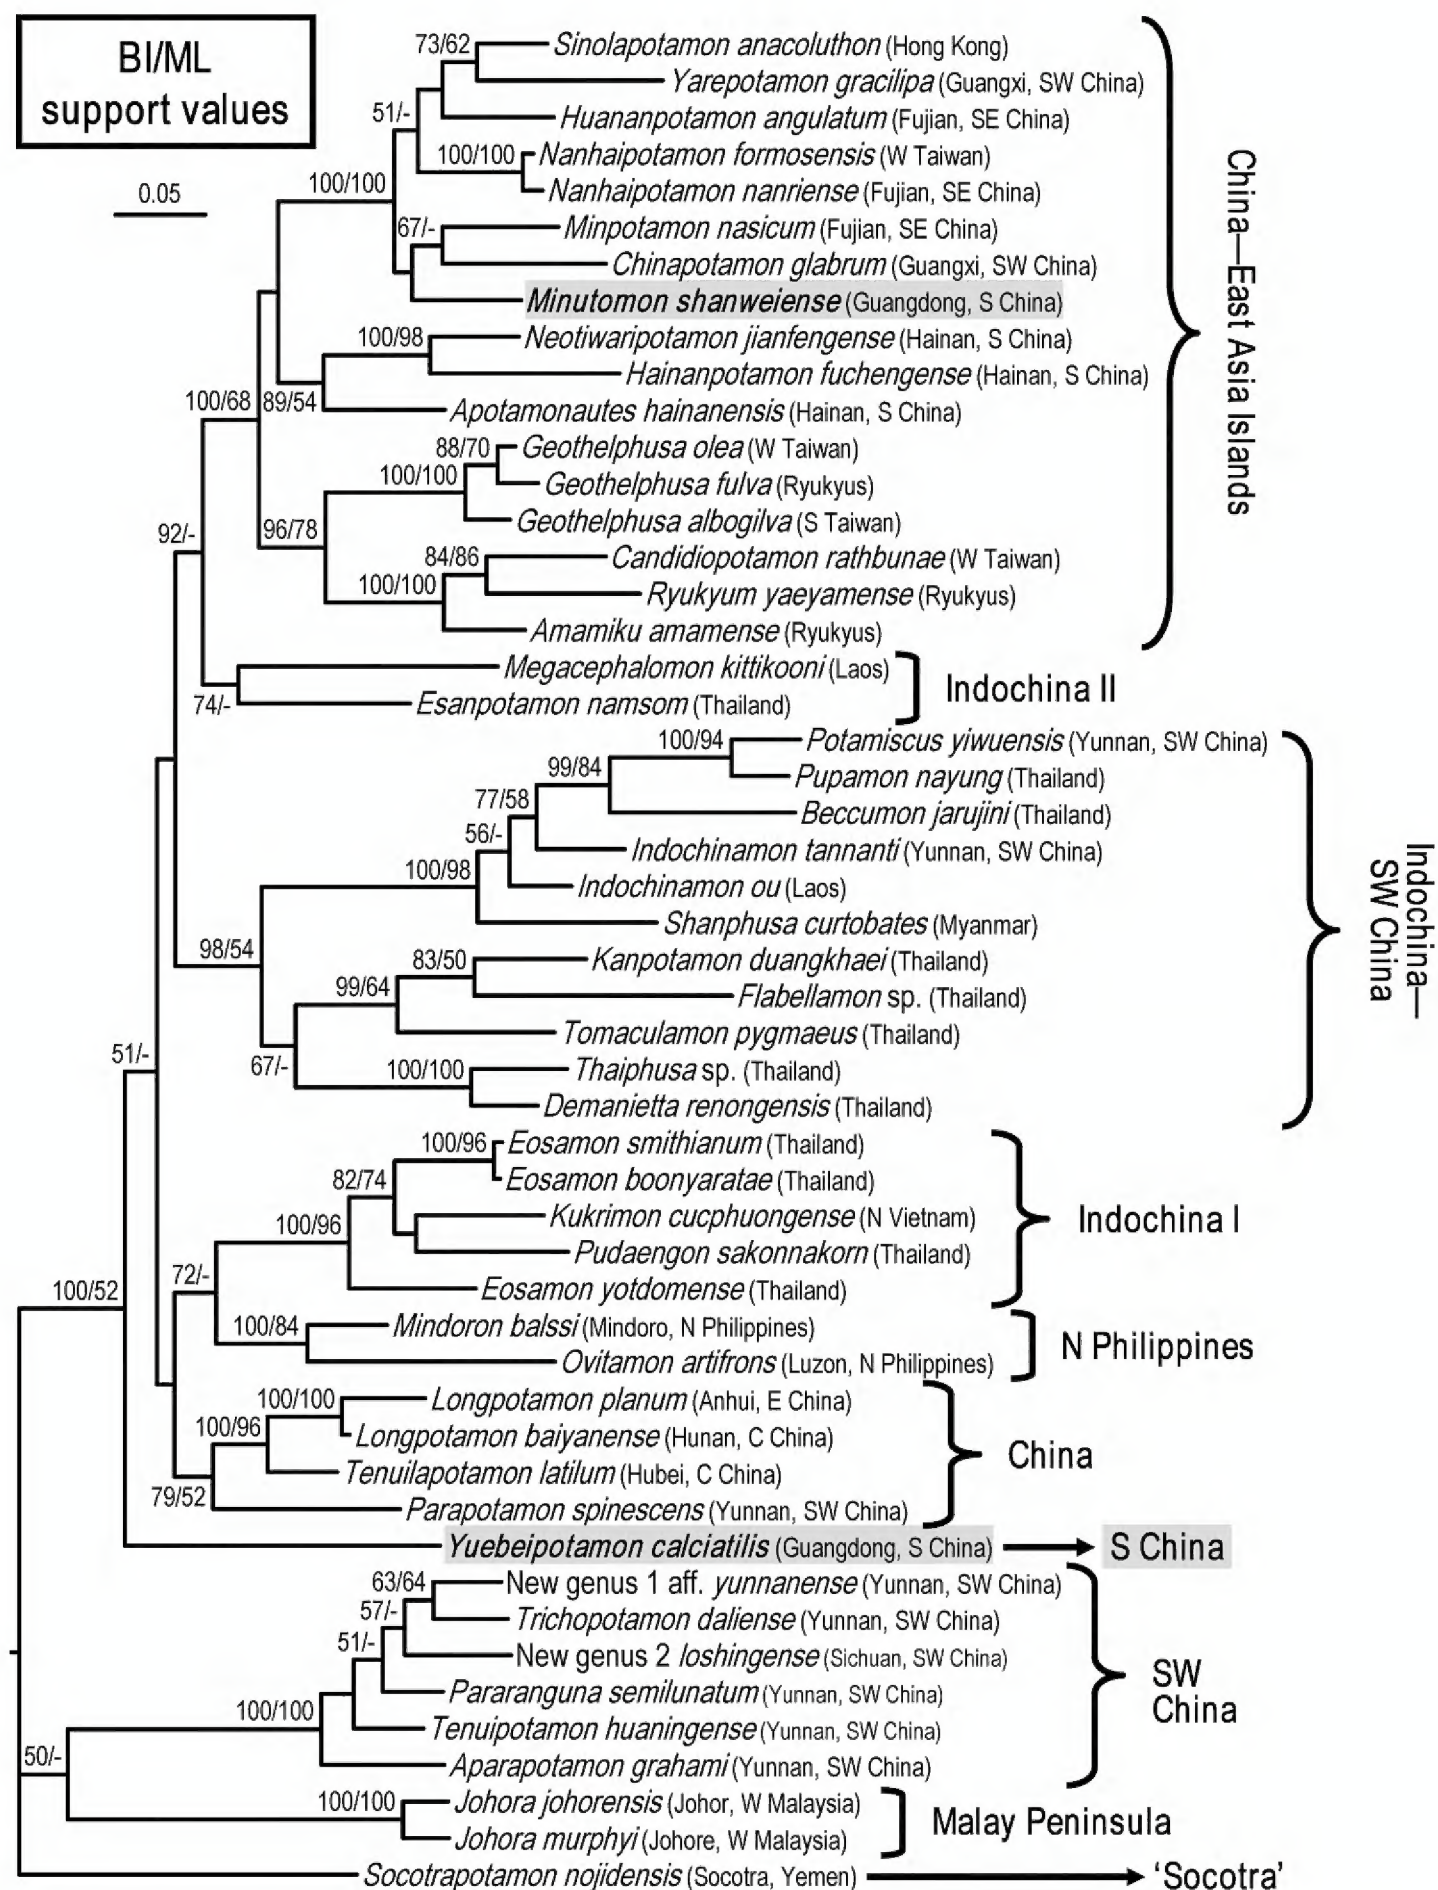 BI/ML
support values
0.05
73/62
Sinolapotamon anacoluthon (Hong Kong)
Yarepotamon gracilipa (Guangxi, SW China)
51/-
Huananpotamon angulatum (Fujian, SE China)
100/100
Nanhaipotamon formosensis (W Taiwan)
100/100
Nanhaipotamon nanriense (Fujian, SE China)
67/-
Minpotamon nasicum (Fujian, SE China)
Chinapotamon glabrum (Guangxi, SW China)
Minutomon shanweiense (Guangdong, S China)
100/98
Neotiwaripotamon jianfengense (Hainan, S China)
Hainanpotamon fuchengense (Hainan, S China)
100/68
89/54
Apotamonautes hainanensis (Hainan, S China)
88/70
Geothelphusa olea (W Taiwan)
100/100
Geothelphusa fulva (Ryukyus)
Geothelphusa albogilva (S Taiwan)
92/-
96/78
84/86
Candidiopotamon rathbunae (W Taiwan)
100/100
Ryukyum yaeyamense (Ryukyus)
Amamiku amamense (Ryukyus)
China—East Asia Islands
Megacephalomon kittikooni (Laos)
74/-
Esanpotamon namsom (Thailand)
Indochina II
100/94
Potamiscus yiwuensis (Yunnan, SW China)
99/84
Pupamon nayung (Thailand)
77/58
Beccumon jarujini (Thailand)
56/-
Indochinamon tannanti (Yunnan, SW China)
100/98
Indochinamon ou (Laos)
Shanphusa curtobates (Myanmar)
98/54
83/50
Kanpotamon duangkhaei (Thailand)
99/64
Flabellamon sp. (Thailand)
Tomaculamon pygmaeus (Thailand)
51/-
67/-
100/100
Thaiphusa sp. (Thailand)
Demanietta renongensis (Thailand)
Indochina—
SW China
100/96
Eosamon smithianum (Thailand)
82/74
Eosamon boonyaratae (Thailand)
100/96
Kukrimon cucphuongense (N Vietnam)
Pudaengon sakonnakorn (Thailand)
72/-
Eosamon yotdomense (Thailand)
Indochina I
100/52
100/84
Mindoron balssi (Mindoro, N Philippines)
Ovitamon artifrons (Luzon, N Philippines)
N Philippines
100/100
Longpotamon planum (Anhui, E China)
100/96
Longpotamon baiyanense (Hunan, C China)
Tenuilapotamon latilum (Hubei, C China)
79/52
Parapotamon spinescens (Yunnan, SW China)
China
Yuebeipotamon calciatilis (Guangdong, S China)
S China
63/64
New genus 1 aff. yunnanense (Yunnan, SW China)
57/-
Trichopotamon daliense (Yunnan, SW China)
51/-
New genus 2 loshingense (Sichuan, SW China)
Pararanguna semilunatum (Yunnan, SW China)
100/100
Tenuipotamon huaningense (Yunnan, SW China)
Aparapotamon grahami (Yunnan, SW China)
SW
China
50/-
100/100
Johora johorensis (Johor, W Malaysia)
Johora murphyi (Johore, W Malaysia)
Malay Peninsula
Socotrapotamon nojidensis (Socotra, Yemen)
‘Socotra’